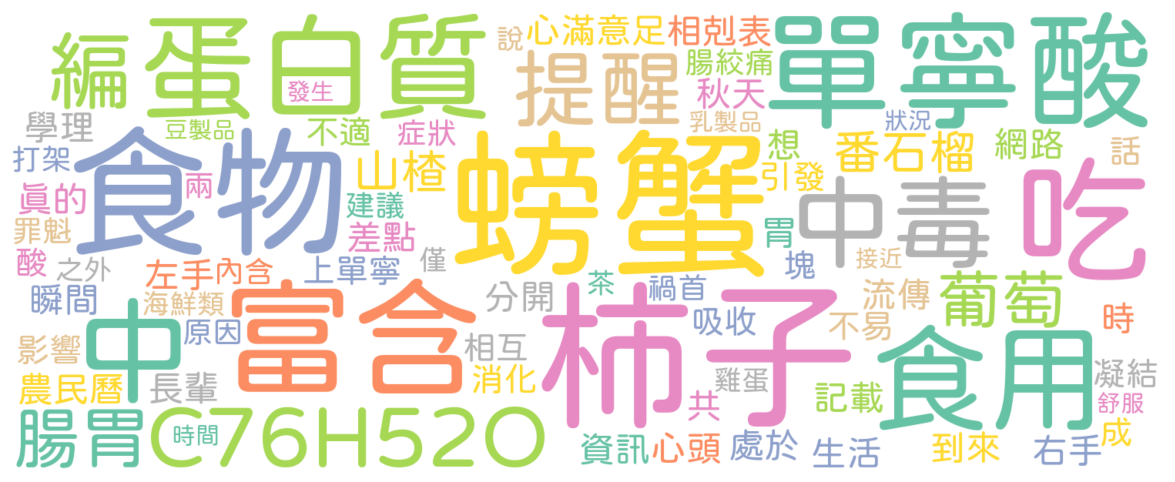 說 心滿意足 相剋表 單寧酸
編 蛋白質 提醒 腸絞痛
發生 秋天
學理 豆製品 不適 症狀 乳製品 狀況
打架 食物 兩 山楂 螃蟹 想 番石榴 網路 話
真的 建議 引發 中毒 吃
罪魁 差點 胃
酸 之外 左手 內含 上單寧 僅 塊 接近
瞬間 海鮮類 富含 分開 茶 禍首 流傳 葡萄
中 原因 柿子 吸收 不易 時
影響 相互 食用
農民曆 長輩 消化 雞蛋 記載 凝結
共 舒服
腸胃 時間 C76H52O 資訊 心頭 處於 生活 到來 右手 成